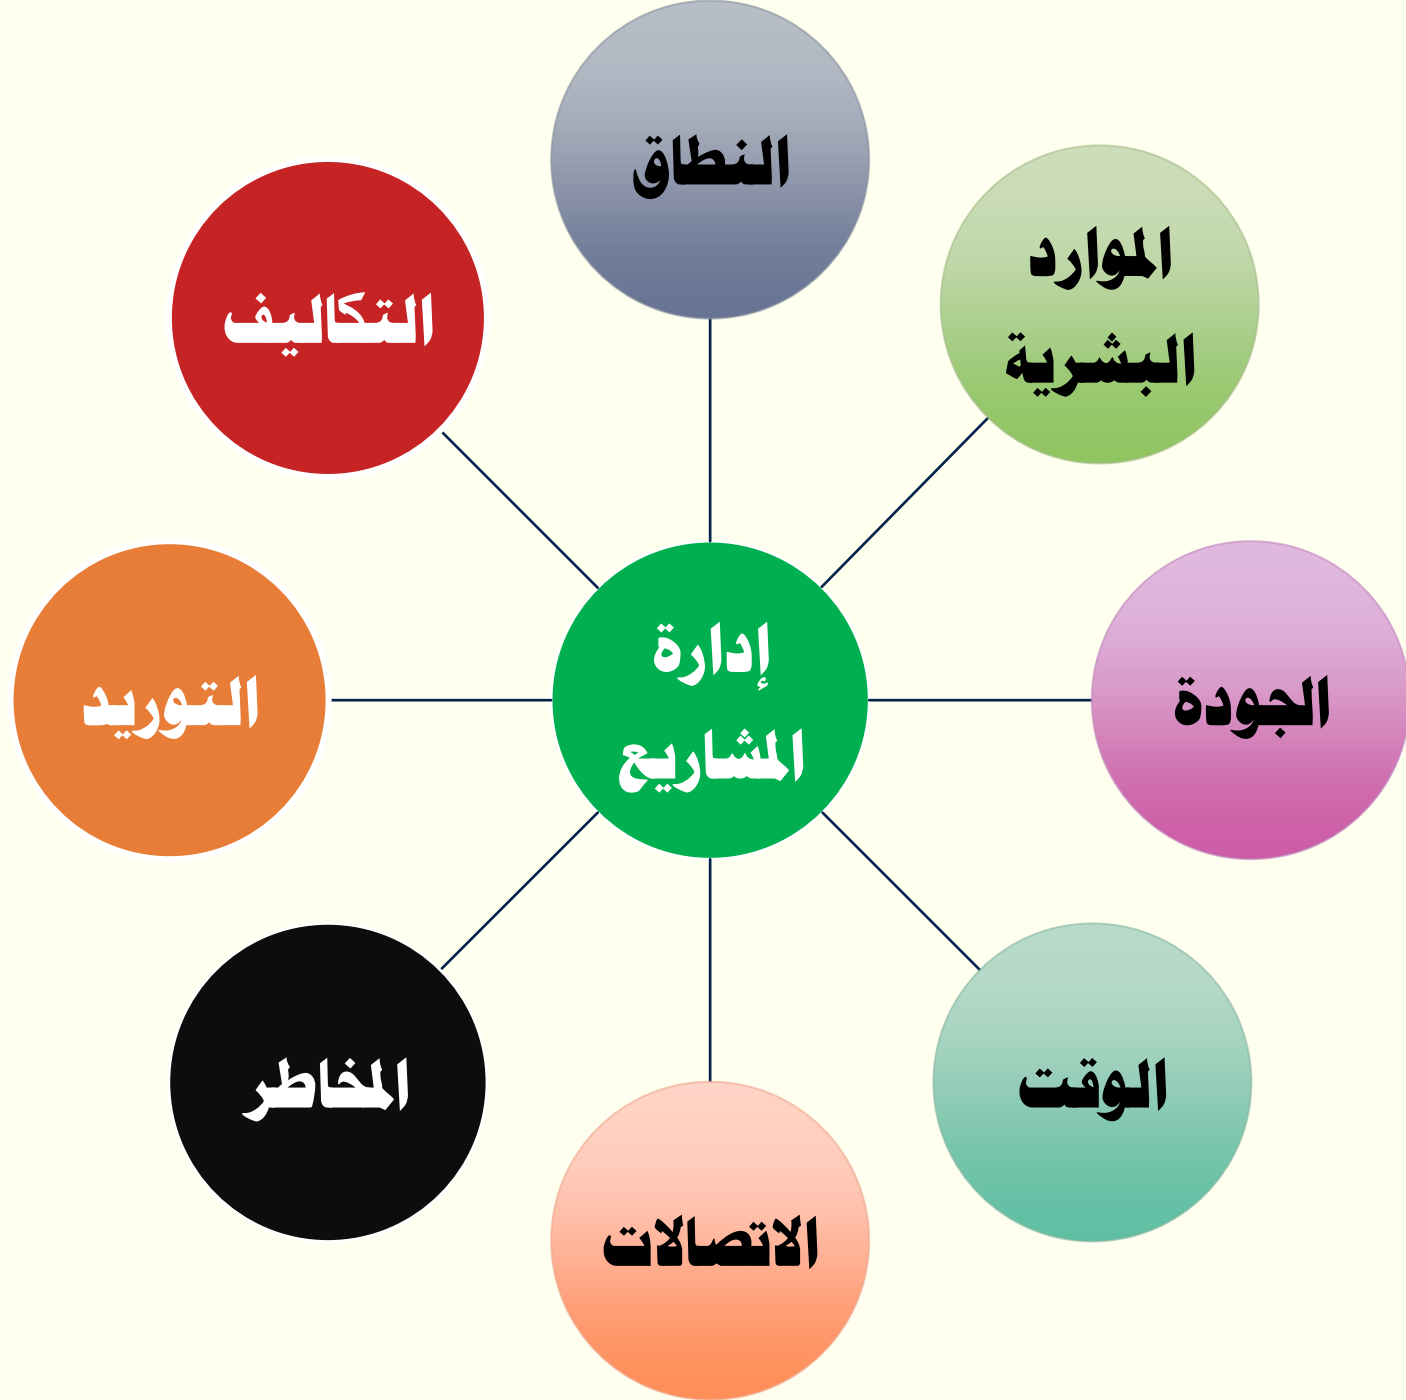 النطاق
الموارد
البشرية
التكاليف
إدارة
المشاريع
الجودة
التوريد
الوقت
المخاطر
الاتصالات